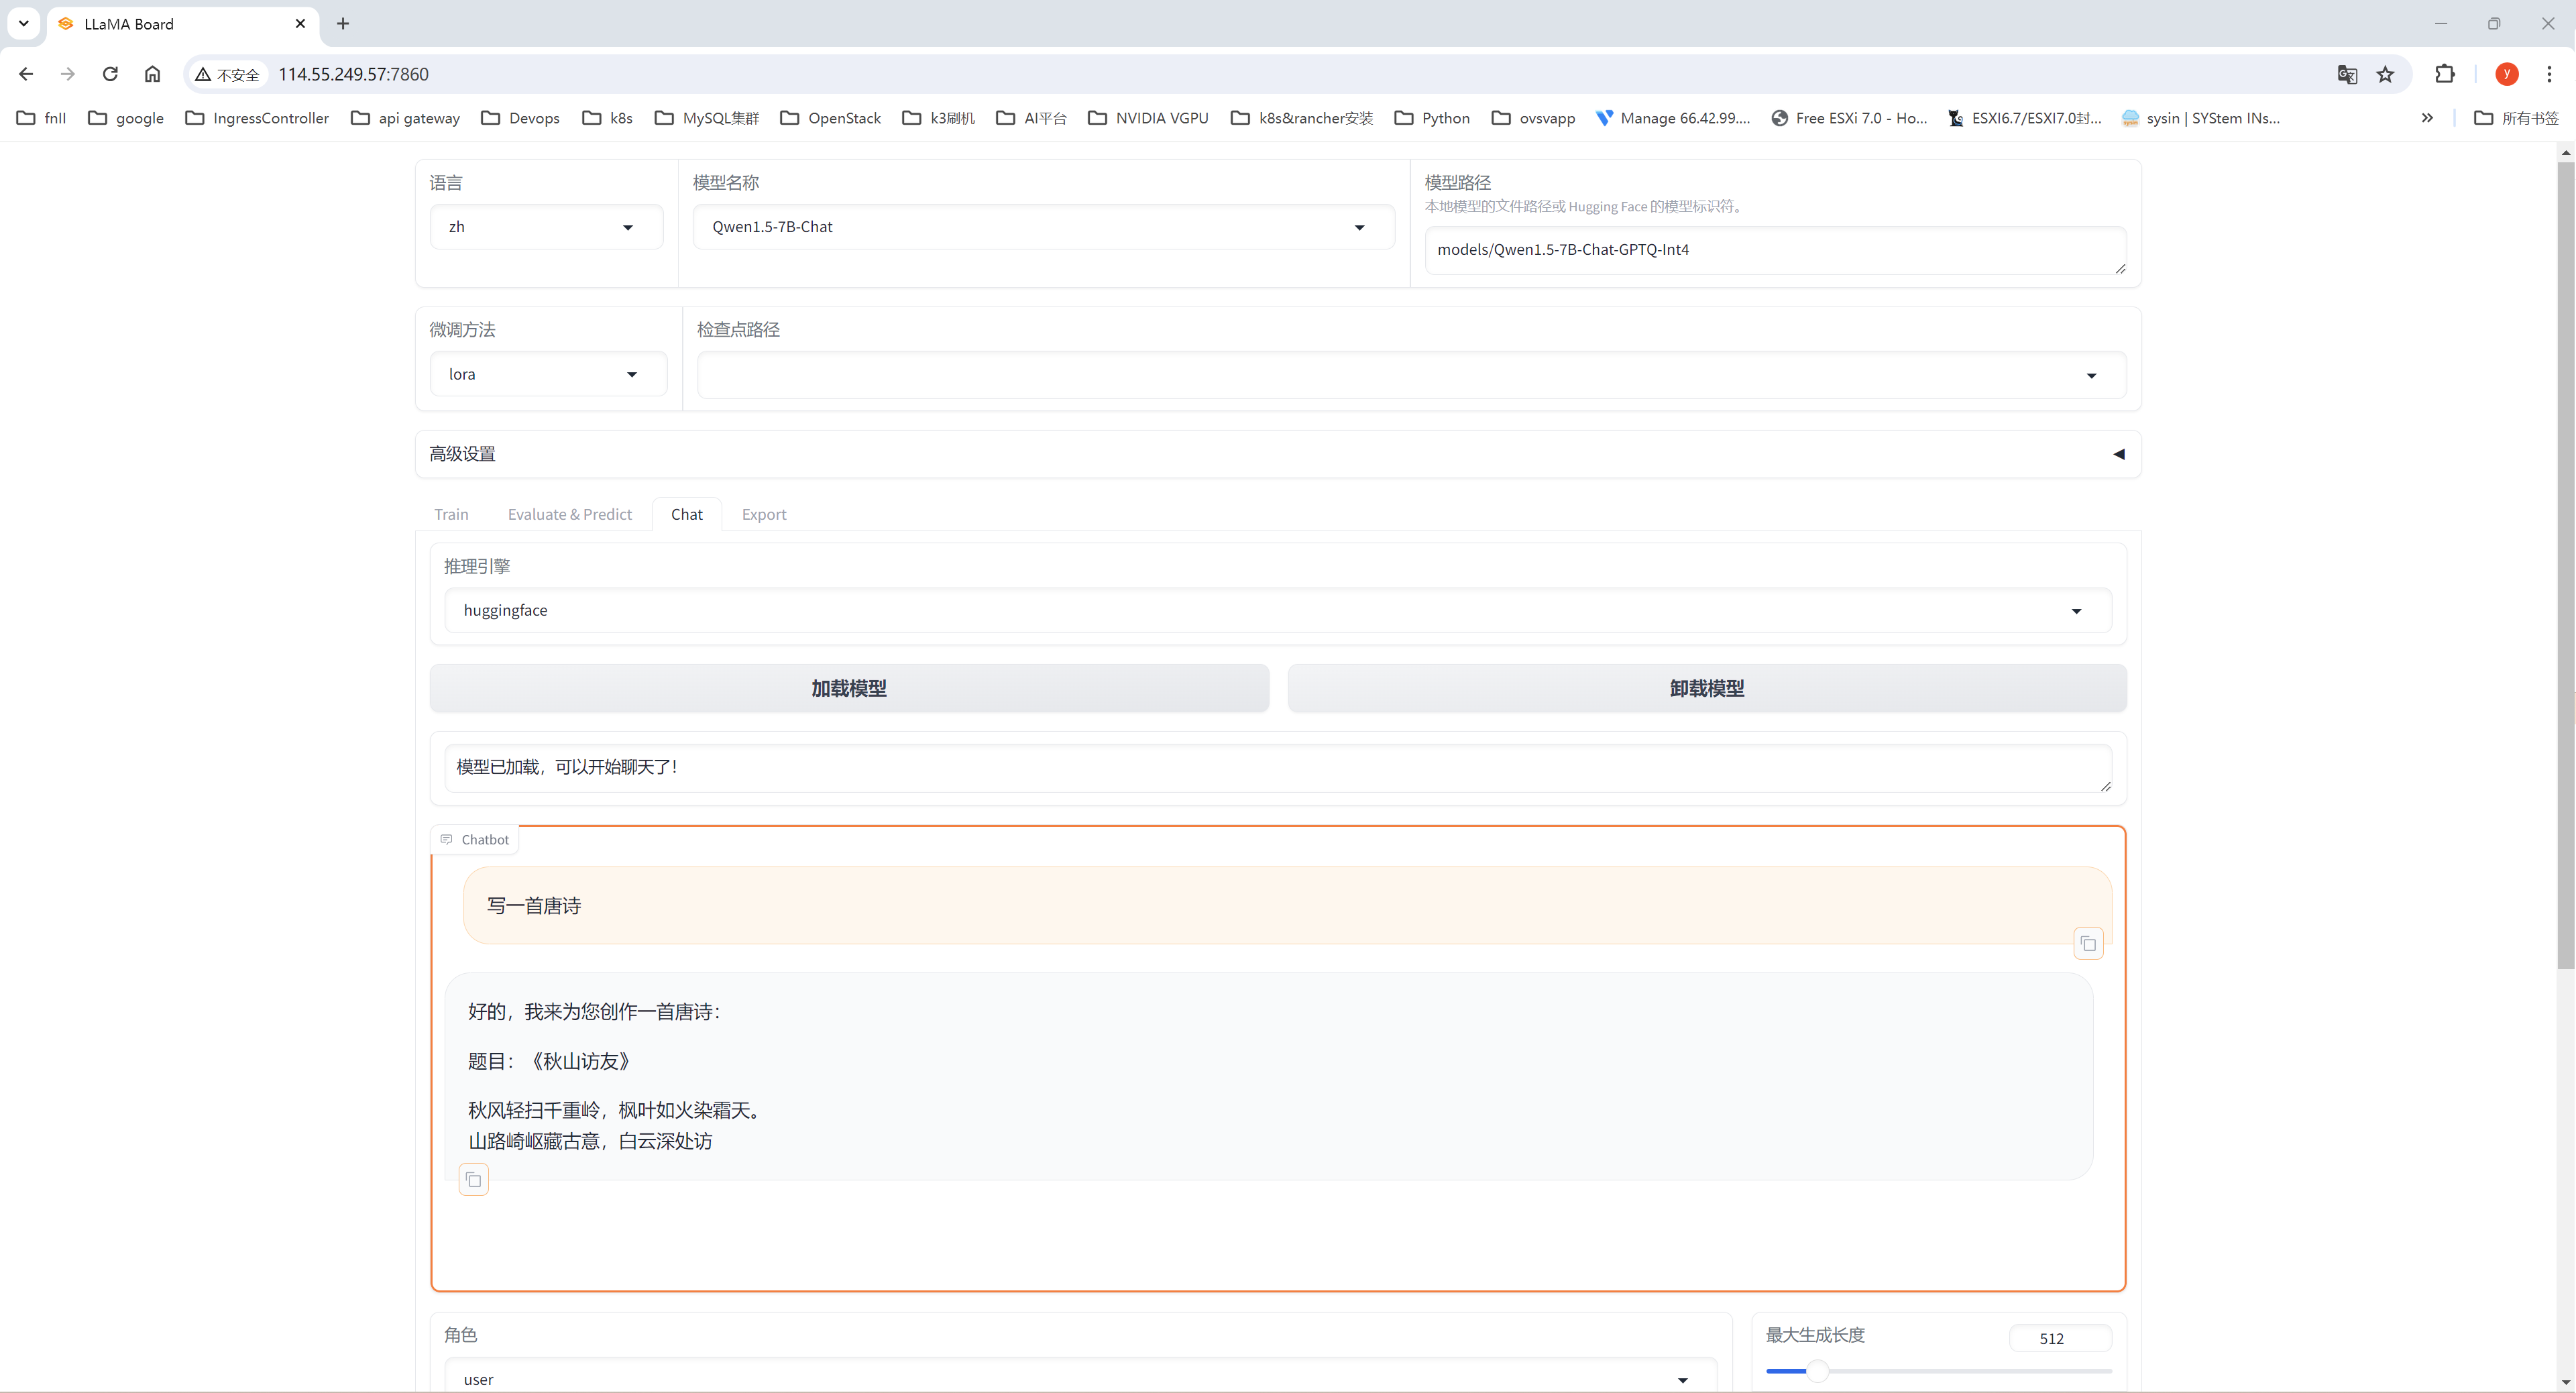 LLaMA Board
不安全
114.55.249.57:7860
y
fnll
google
IngressController
api gateway
Devops
k8s
MySQL集群
OpenStack
k3刷机
AI平台
NVIDIA VGPU
k8s&rancher安装
Python
ovsvapp
Manage 66.42.99....
Free ESXi 7.0 - Ho...
ESXI6.7/ESXI7.0封...
sysin | SYStem INs...
所有书签
语言
zh
模型名称
Qwen1.5-7B-Chat
模型路径
本地模型的文件路径或 Hugging Face 的模型标识符。
models/Qwen1.5-7B-Chat-GPTQ-Int4
微调方法
lora
检查点路径
高级设置
Train
Evaluate & Predict
Chat
Export
推理引擎
huggingface
加载模型
卸载模型
模型已加载，可以开始聊天了！
Chatbot
写一首唐诗
好的，我来为您创作一首唐诗：
题目：《秋山访友》
秋风轻扫千重岭，枫叶如火染霜天。
山路崎岖藏古意，白云深处访
角色
user
最大生成长度
512